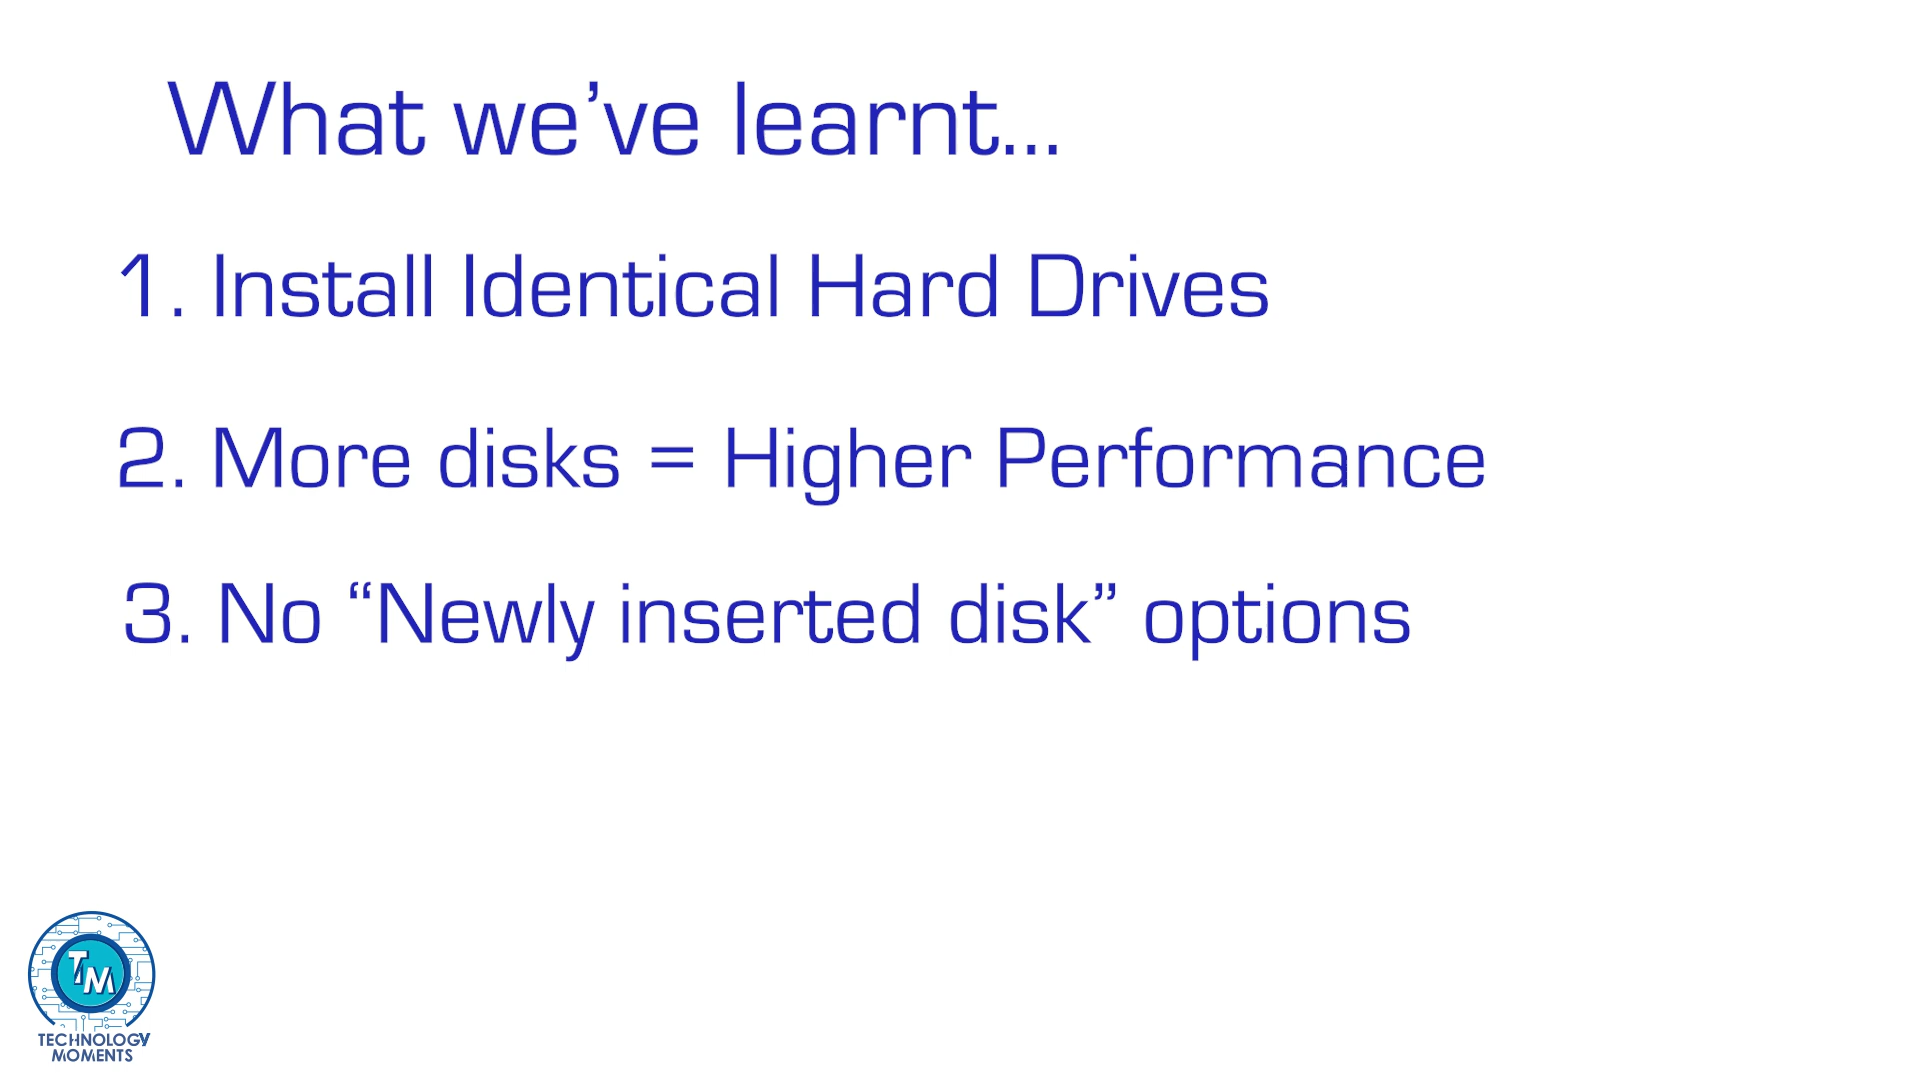 What we’ve learnt...
1. Install Identical Hard Drives
2. More disks = Higher Performance
3. No “Newly inserted disk” options
TM
TECHNOLOGY
MOMENTS